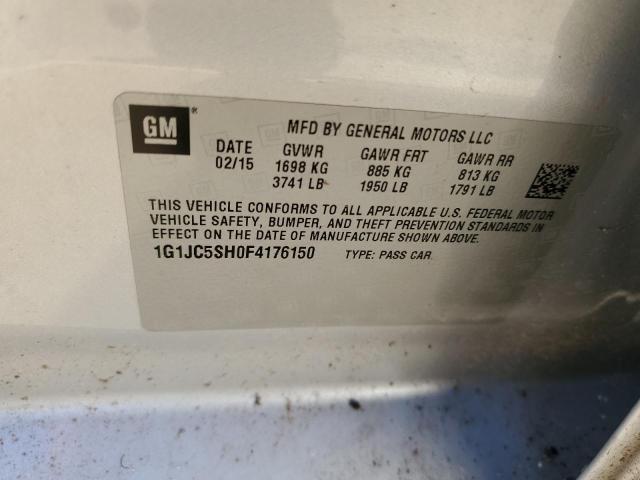 GM
MFD BY GENERAL MOTORS LLC
DATE GVWR GAWR FRT GAWR RR
02/15 1698 KG 885 KG 813 KG
3741 LB 1950 LB 1791 LB
THIS VEHICLE CONFORMS TO ALL APPLICABLE U.S. FEDERAL MOTOR
VEHICLE SAFETY, BUMPER, AND THEFT PREVENTION STANDARDS IN
EFFECT ON THE DATE OF MANUFACTURE SHOWN ABOVE.
1G1JC5SH0F4176150 TYPE: PASS CAR